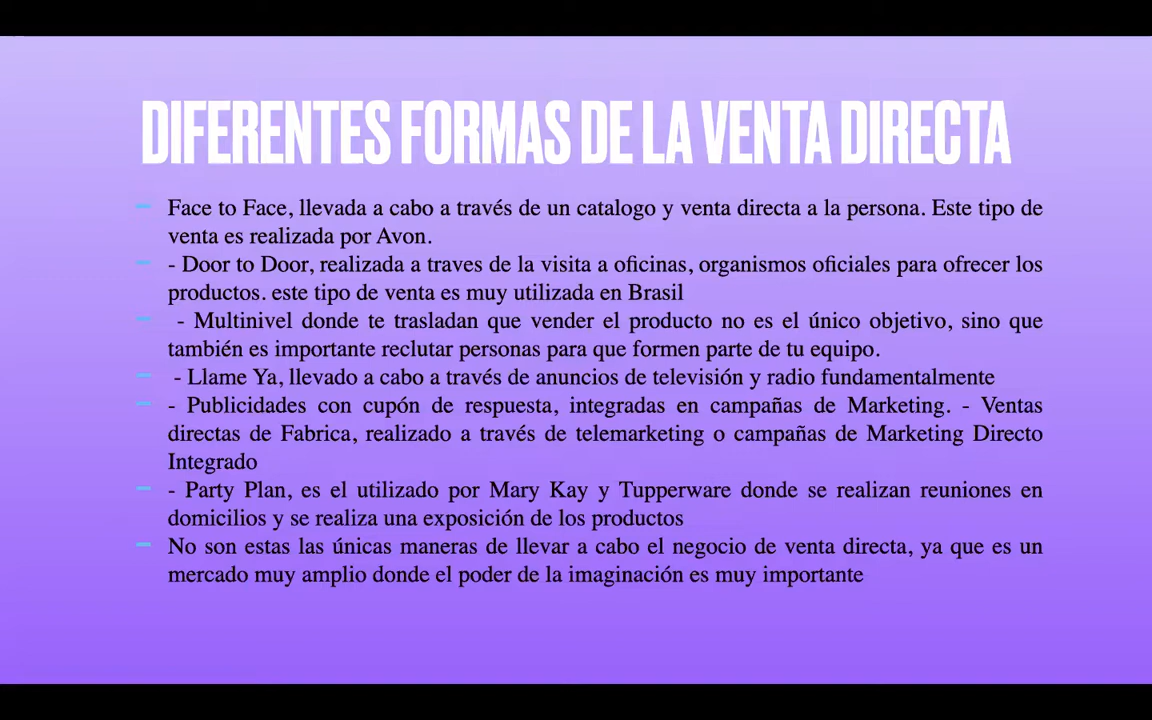 DIFERENTES FORMAS DE LA VENTA DIRECTA
Face to Face, llevada a cabo a través de un catalogo y venta directa a la persona. Este tipo de
venta es realizada por Avon.
- Door to Door, realizada a traves de la visita a oficinas, organismos oficiales para ofrecer los
productos. este tipo de venta es muy utilizada en Brasil
- Multinivel donde te trasladan que vender el producto no es el único objetivo, sino que
también es importante reclutar personas para que formen parte de tu equipo.
- Llame Ya, llevado a cabo a través de anuncios de televisión y radio fundamentalmente
- Publicidades con cupón de respuesta, integradas en campañas de Marketing. - Ventas
directas de Fabrica, realizado a través de telemarketing o campañas de Marketing Directo
Integrado
- Party Plan, es el utilizado por Mary Kay y Tupperware donde se realizan reuniones en
domicilios y se realiza una exposición de los productos
No son estas las únicas maneras de llevar a cabo el negocio de venta directa, ya que es un
mercado muy amplio donde el poder de la imaginación es muy importante